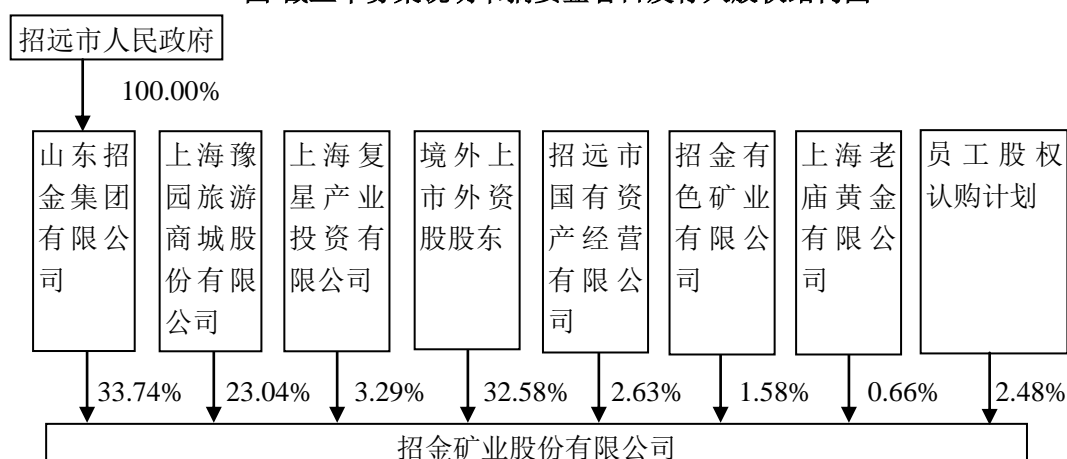 招远市人民政府
100.00%
山东招
金集团
有限公
司
上海豫
园旅游
商城股
份有限
公司
上海复
星产业
投资有
限公司
境外上
市外资
股股东
招远市
国有资
产经营
有限公
司
招金有
色矿业
有限公
司
上海老
庙黄金
有限公
司
员工股权
认购计划
33.74%
23.04%
3.29%
32.58%
2.63%
1.58%
0.66%
2.48%
招金矿业股份有限公司